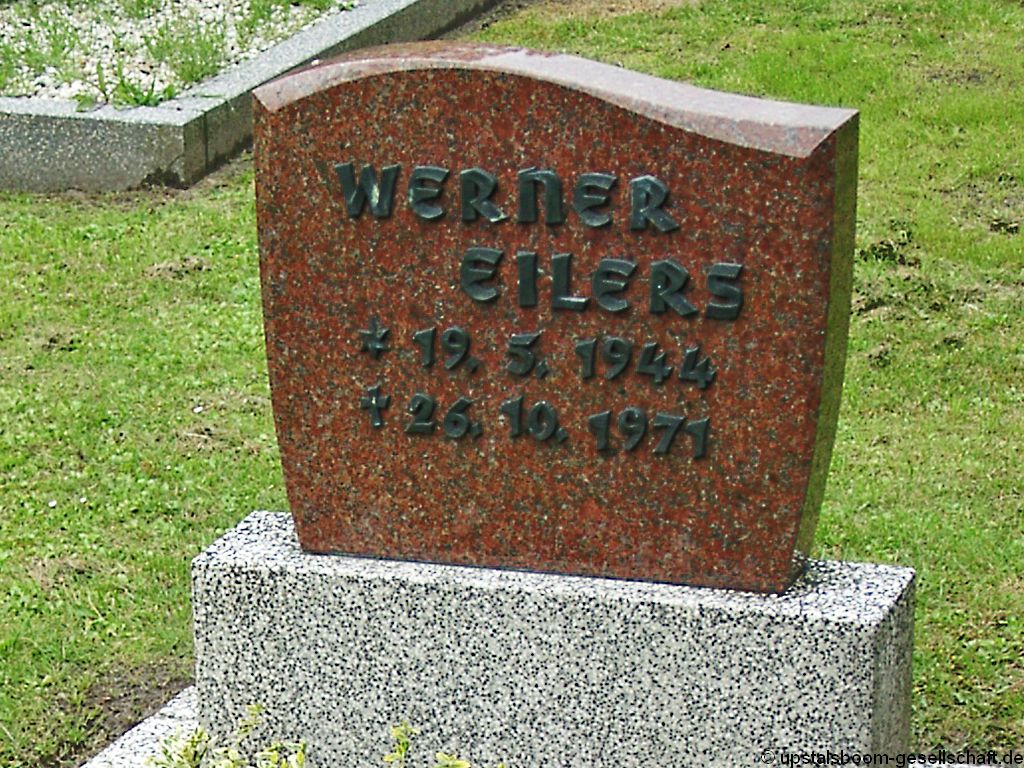 WERNER
EILERS
* 19. 5. 1944
† 26. 10. 1971
© upstalsboom-gesellschaft.de